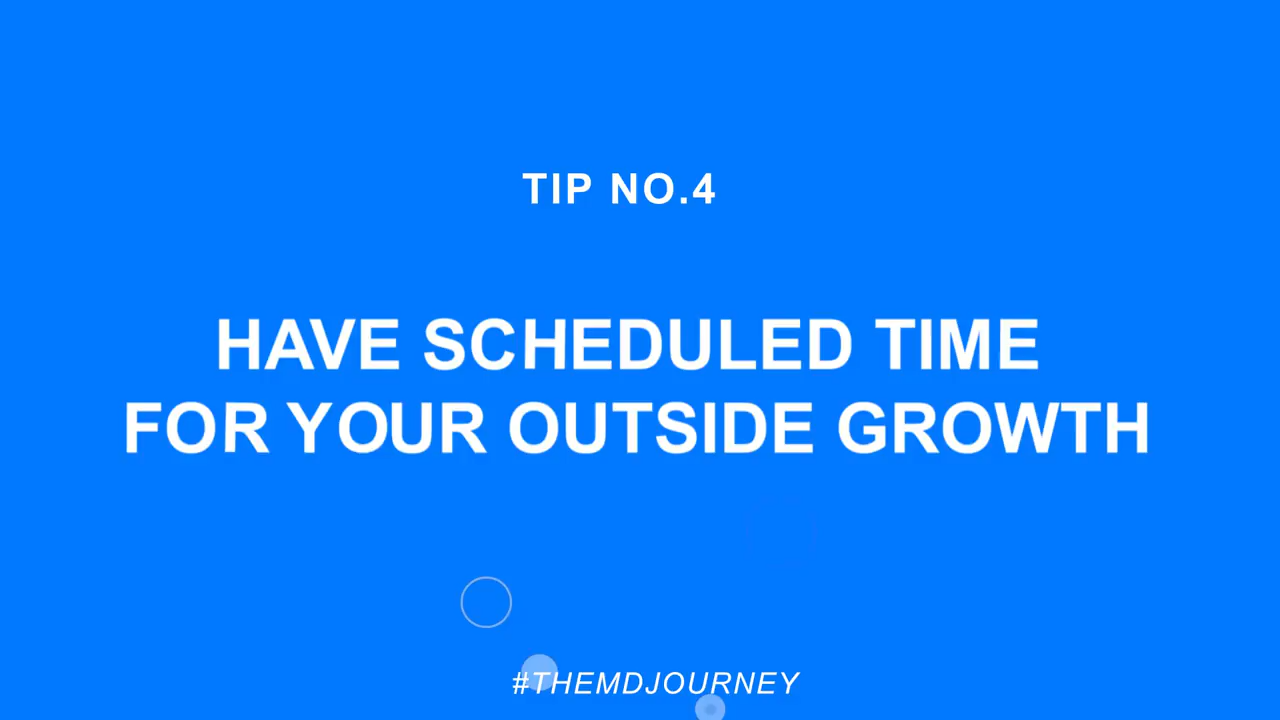 TIP NO.4
HAVE SCHEDULED TIME
FOR YOUR OUTSIDE GROWTH
#THEMDJOURNEY